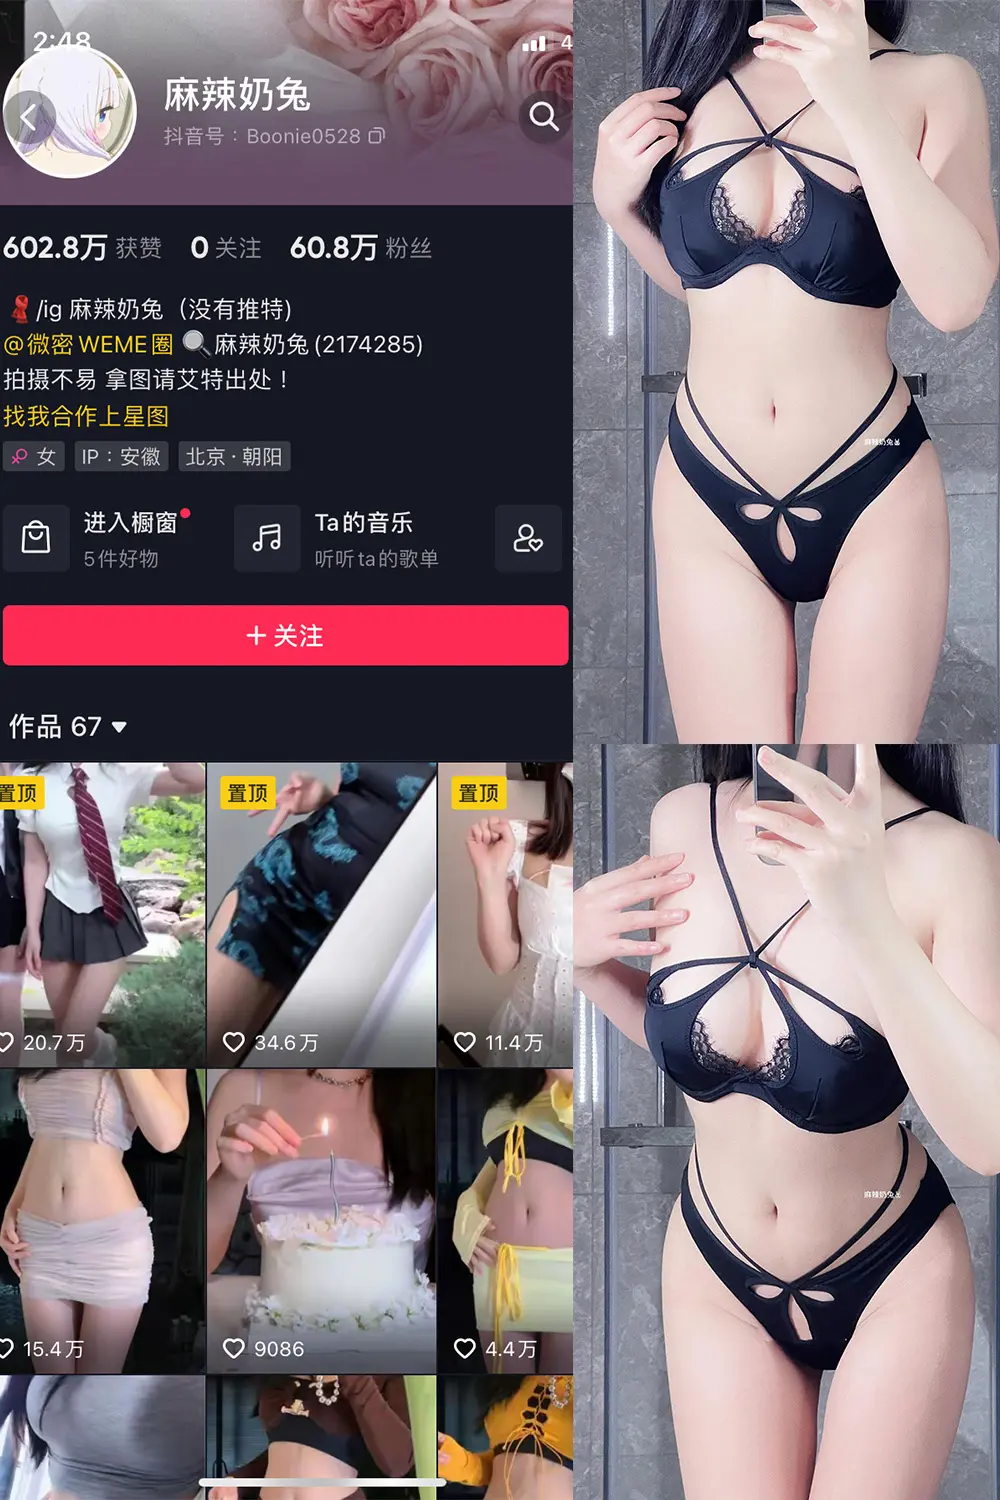 2:48
4
麻辣奶兔
抖音号：Boonie0528
602.8万 获赞 0 关注 60.8万 粉丝
/ig 麻辣奶兔（没有推特)
@微密 WEME圈 麻辣奶兔 (2174285)
拍摄不易 拿图请艾特出处！
找我合作上星图
女 IP：安徽 北京·朝阳
进入橱窗 Ta的音乐
5件好物 听听ta的歌单
+ 关注
作品 67
置顶 置顶 置顶
20.7万 34.6万 11.4万
15.4万 9086 4.4万
麻辣奶兔
麻辣奶兔